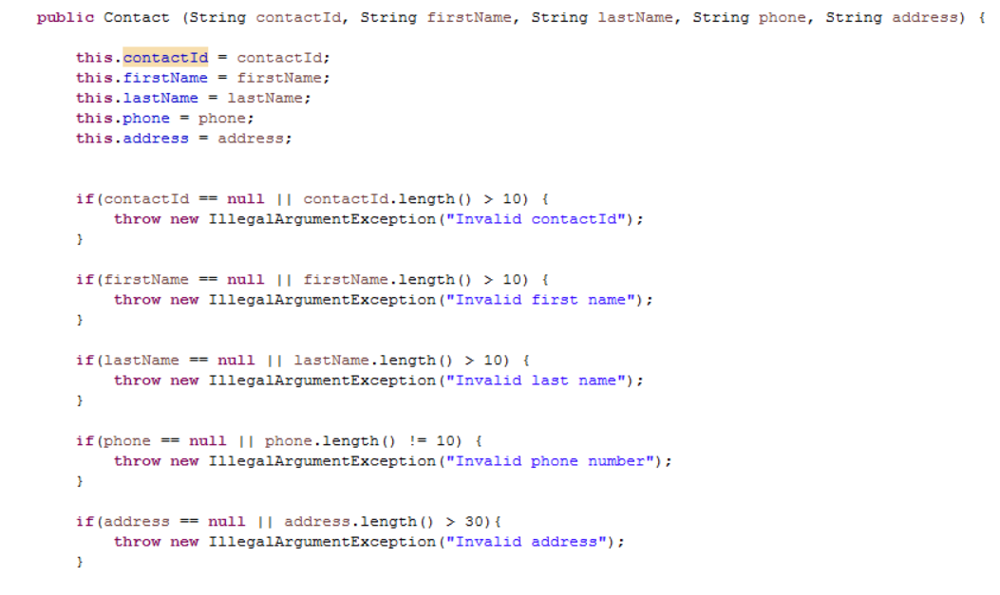 public Contact (String contactId, String firstName, String lastName, String phone, String address) {
this.contactId = contactId;
this.firstName = firstName;
this.lastName = lastName;
this.phone = phone;
this.address = address;
if(contactId == null || contactId.length() > 10) {
throw new IllegalArgumentException("Invalid contactId");
}
if(firstName == null || firstName.length() > 10) {
throw new IllegalArgumentException("Invalid first name");
}
if(lastName == null || lastName.length() > 10) {
throw new IllegalArgumentException("Invalid last name");
}
if(phone == null || phone.length() != 10) {
throw new IllegalArgumentException("Invalid phone number");
}
if(address == null || address.length() > 30){
throw new IllegalArgumentException("Invalid address");
}